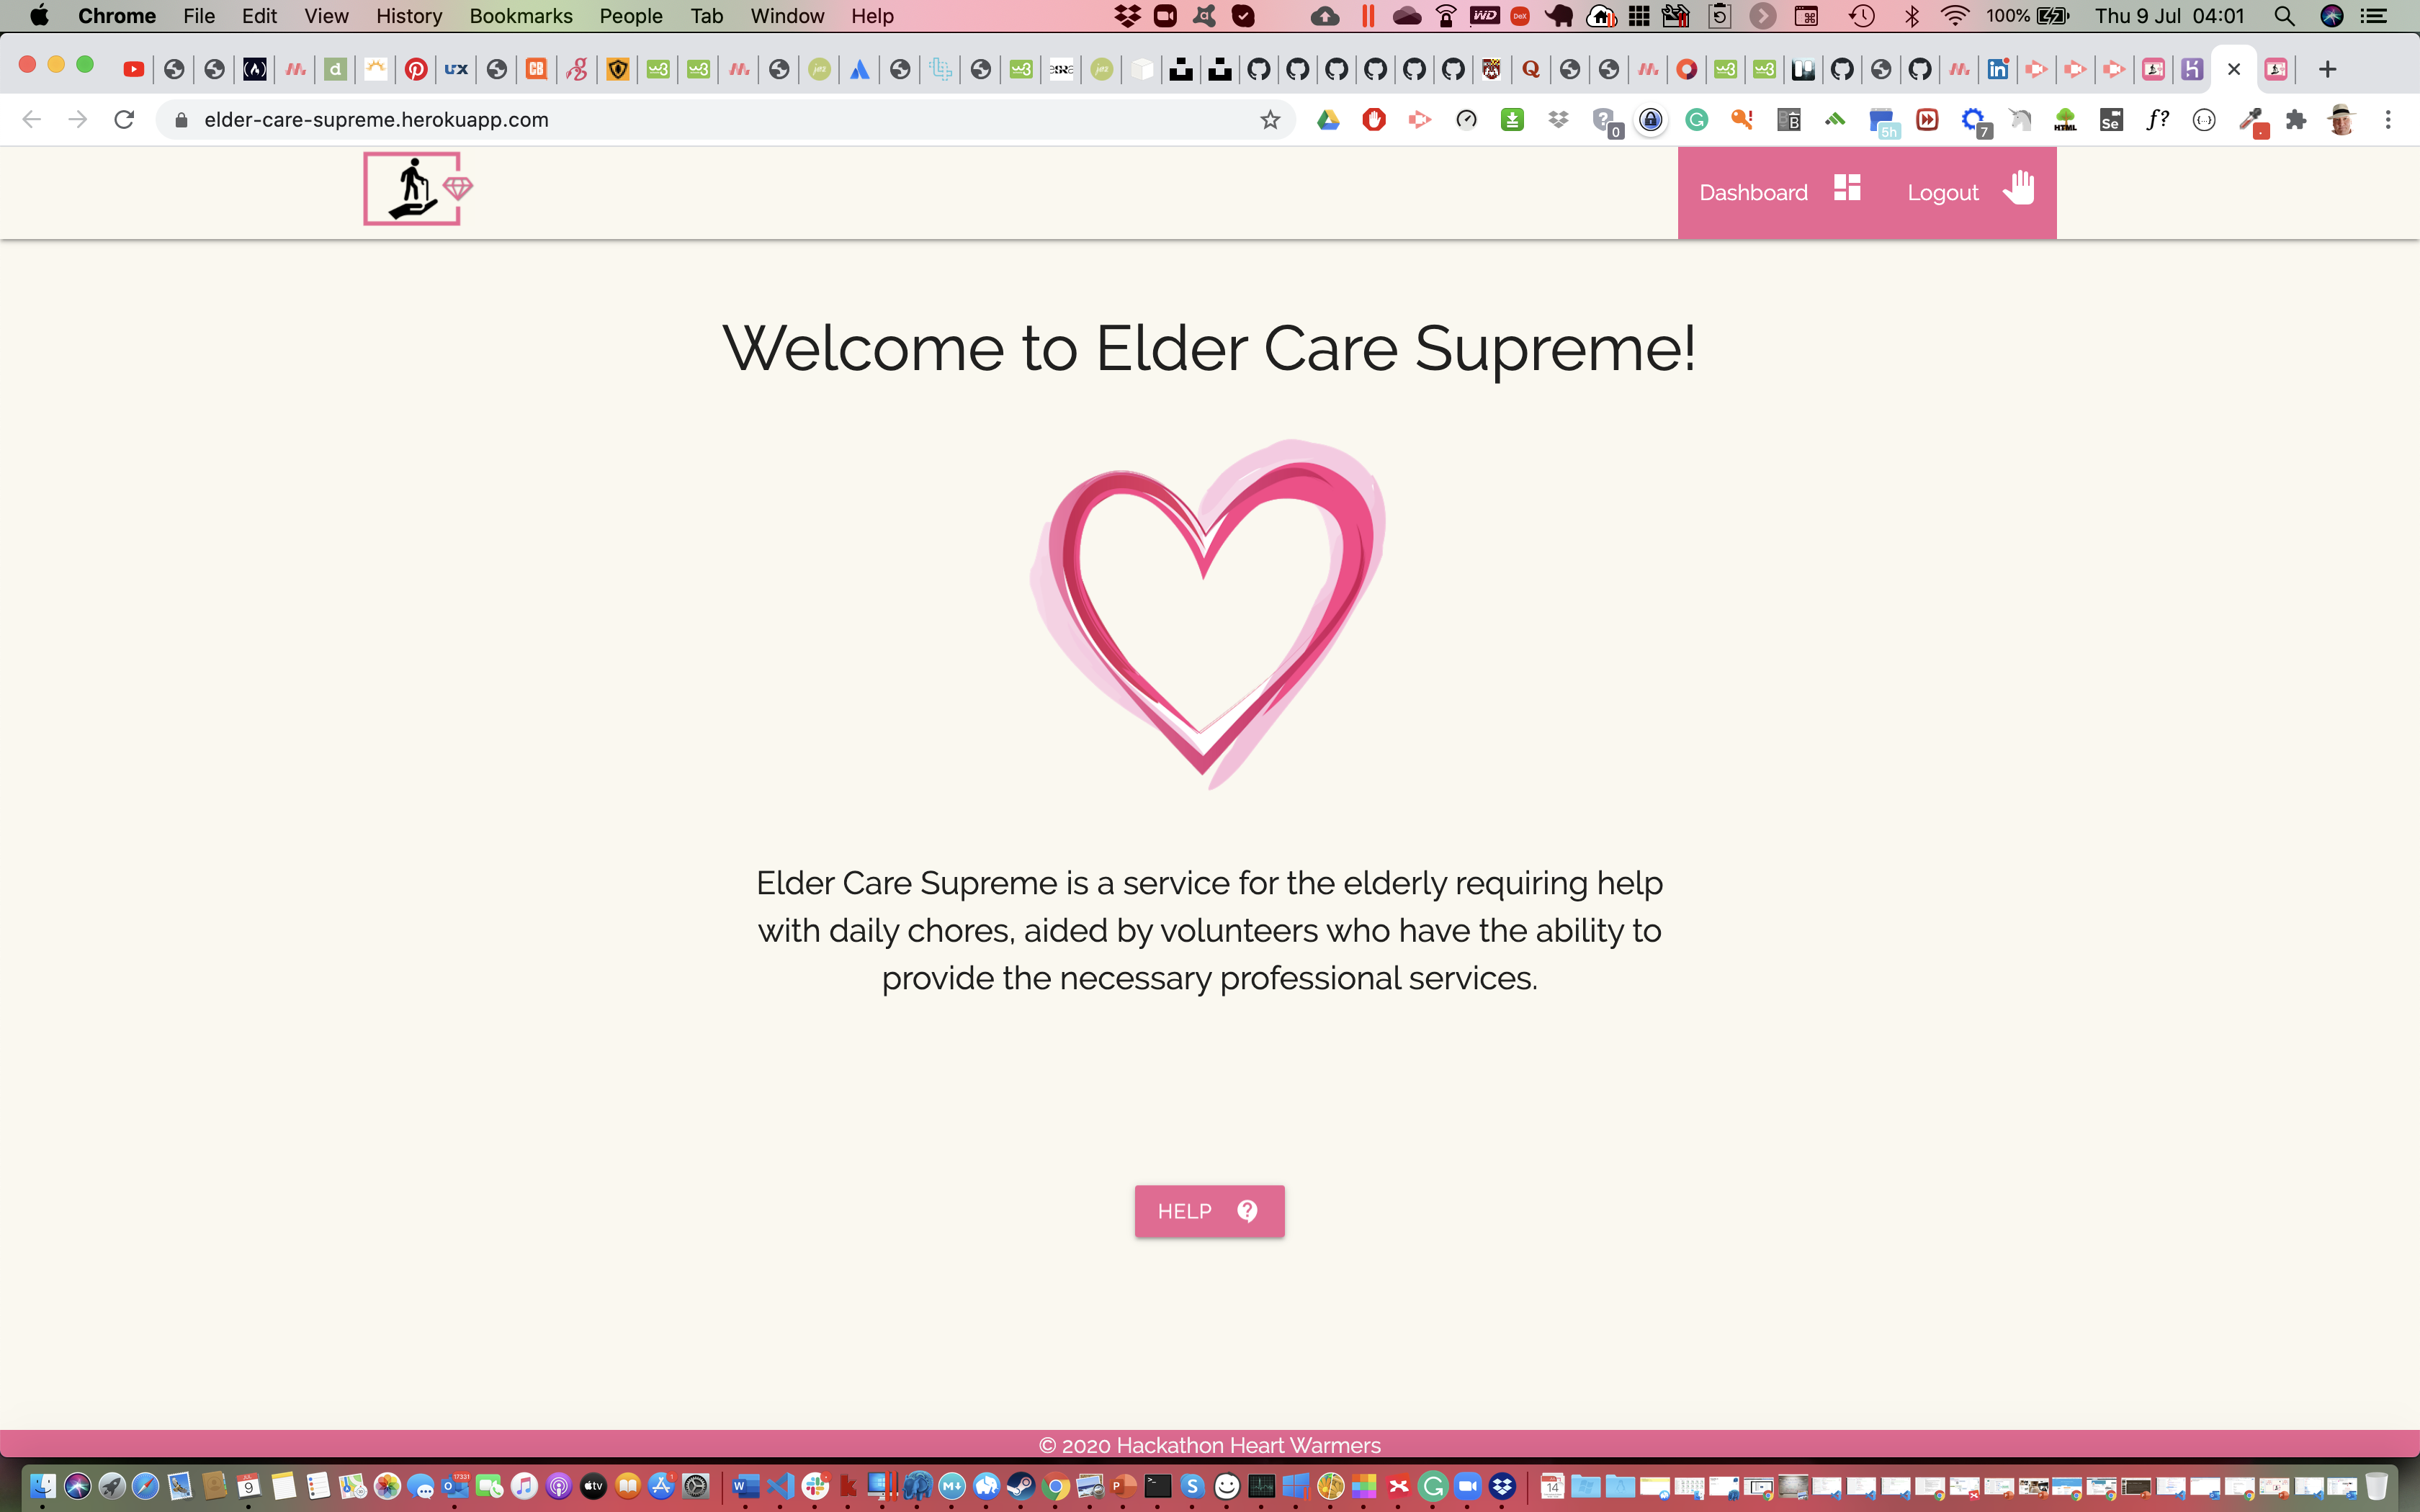 Chrome File Edit View History Bookmarks People Tab Window Help 100% Thu 9 Jul 04:01
elder-care-supreme.herokuapp.com
Dashboard Logout
Welcome to Elder Care Supreme!
Elder Care Supreme is a service for the elderly requiring help
with daily chores, aided by volunteers who have the ability to
provide the necessary professional services.
HELP
© 2020 Hackathon Heart Warmers